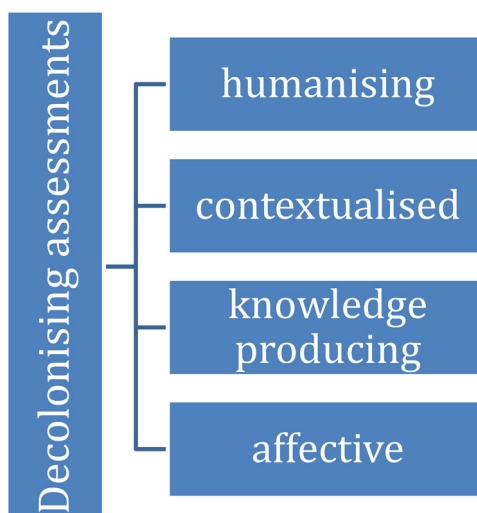 Decolonising assessments
humanising
contextualised
knowledge
producing
affective